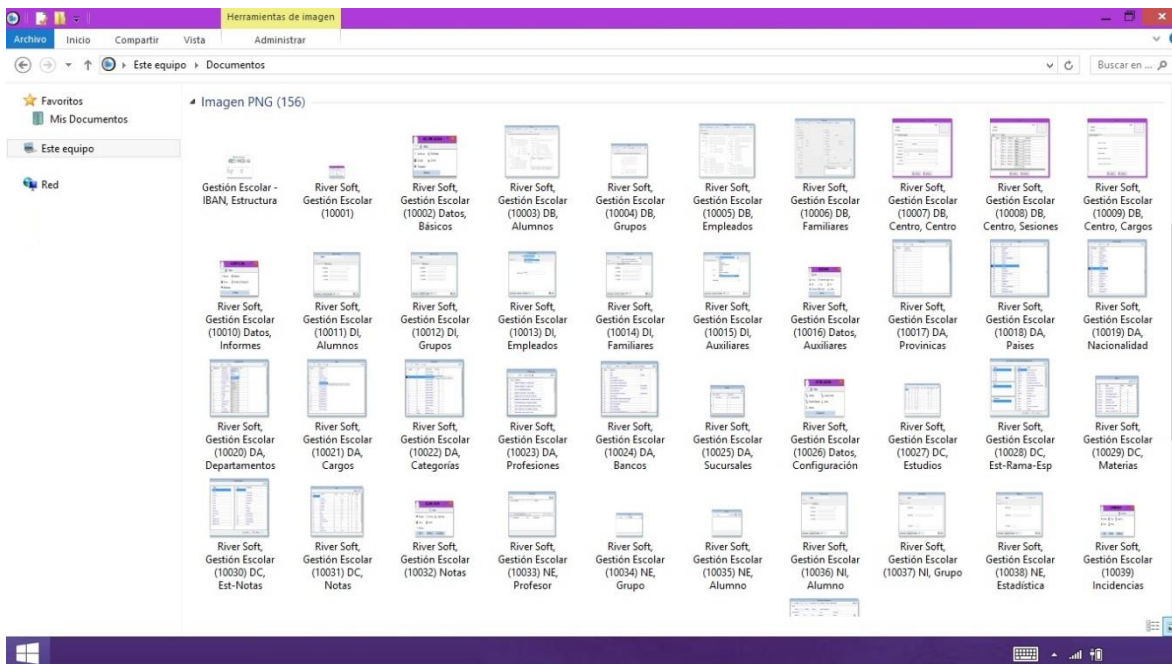 Herramientas de imagen
Archivo Inicio Compartir Vista Administrar
Este equipo Documentos
Buscar en ...
Favoritos
Mis Documentos
Este equipo
Red
Imagen PNG (156)
Gestión Escolar - River Soft, River Soft, River Soft, River Soft, River Soft, River Soft, River Soft, River Soft, River Soft,
IBAN, Estructura Gestión Escolar Gestión Escolar Gestión Escolar Gestión Escolar Gestión Escolar Gestión Escolar Gestión Escolar Gestión Escolar Gestión Escolar
(10001) (10002) Datos, (10003) DB, (10004) DB, (10005) DB, (10006) DB, (10007) DB, (10008) DB, (10009) DB,
Básicos Alumnos Grupos Empleados Familiares Centro, Centro Centro, Sesiones Centro, Cargos
River Soft, River Soft, River Soft, River Soft, River Soft, River Soft, River Soft, River Soft, River Soft, River Soft,
Gestión Escolar Gestión Escolar Gestión Escolar Gestión Escolar Gestión Escolar Gestión Escolar Gestión Escolar Gestión Escolar Gestión Escolar Gestión Escolar
(10010) Datos, (10011) DI, (10012) DI, (10013) DI, (10014) DI, (10015) DI, (10016) Datos, (10017) DA, (10018) DA, (10019) DA,
Informes Alumnos Grupos Empleados Familiares Auxiliares Auxiliares Provinicas Paises Nacionalidad
River Soft, River Soft, River Soft, River Soft, River Soft, River Soft, River Soft, River Soft, River Soft, River Soft,
Gestión Escolar Gestión Escolar Gestión Escolar Gestión Escolar Gestión Escolar Gestión Escolar Gestión Escolar Gestión Escolar Gestión Escolar Gestión Escolar
(10020) DA, (10021) DA, (10022) DA, (10023) DA, (10024) DA, (10025) DA, (10026) Datos, (10027) DC, (10028) DC, (10029) DC,
Departamentos Cargos Categorías Profesiones Bancos Sucursales Configuración Estudios Est-Rama-Esp Materias
River Soft, River Soft, River Soft, River Soft, River Soft, River Soft, River Soft, River Soft, River Soft, River Soft,
Gestión Escolar Gestión Escolar Gestión Escolar Gestión Escolar Gestión Escolar Gestión Escolar Gestión Escolar Gestión Escolar Gestión Escolar Gestión Escolar
(10030) DC, (10031) DC, (10032) Notas (10033) NE, (10034) NE, (10035) NE, (10036) NI, (10037) NI, Grupo (10038) NE, (10039)
Est-Notas Notas Profesor Grupo Alumno Alumno Estadística Incidencias